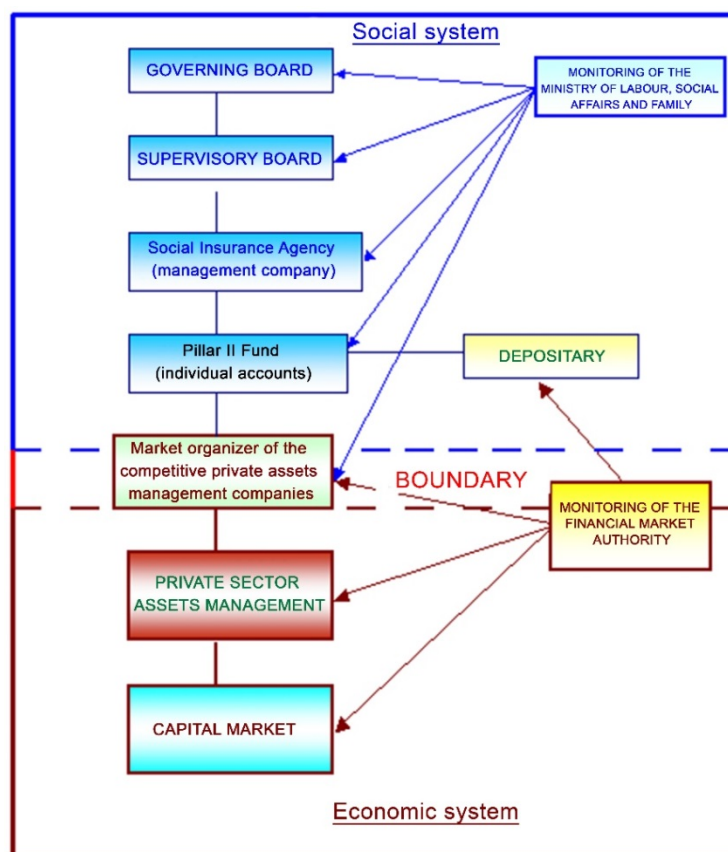 Social system
GOVERNING BOARD
MONITORING OF THE
MINISTRY OF LABOUR, SOCIAL
AFFAIRS AND FAMILY
SUPERVISORY BOARD
Social Insurance Agency
(management company)
Pillar II Fund
(individual accounts)
DEPOSITARY
Market organizer of the
competitive private assets
management companies
BOUNDARY
MONITORING OF THE
FINANCIAL MARKET
AUTHORITY
PRIVATE SECTOR
ASSETS MANAGEMENT
CAPITAL MARKET
Economic system